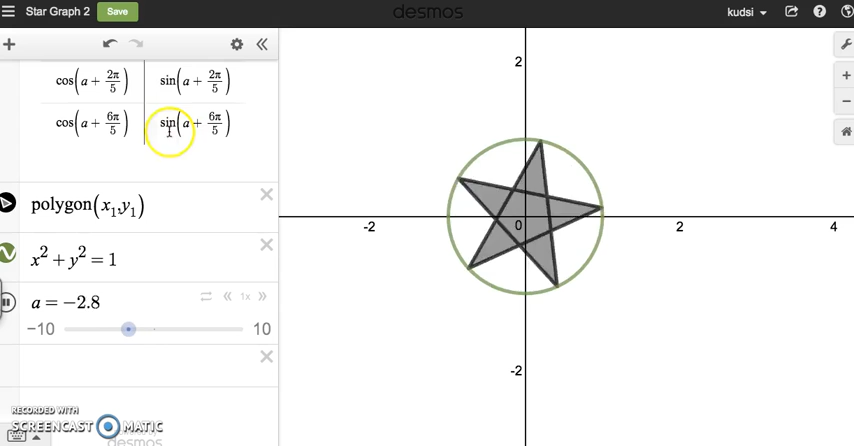 Star Graph 2 Save desmos kudsi
cos(a + 2π/5) sin(a + 2π/5)
cos(a + 6π/5) sin(a + 6π/5)
polygon(x₁,y₁)
x² + y² = 1
a = −2.8 1x
−10 10
2
-2 0 2 4
-2
RECORDED WITH
SCREENCAST MATIC
desmos